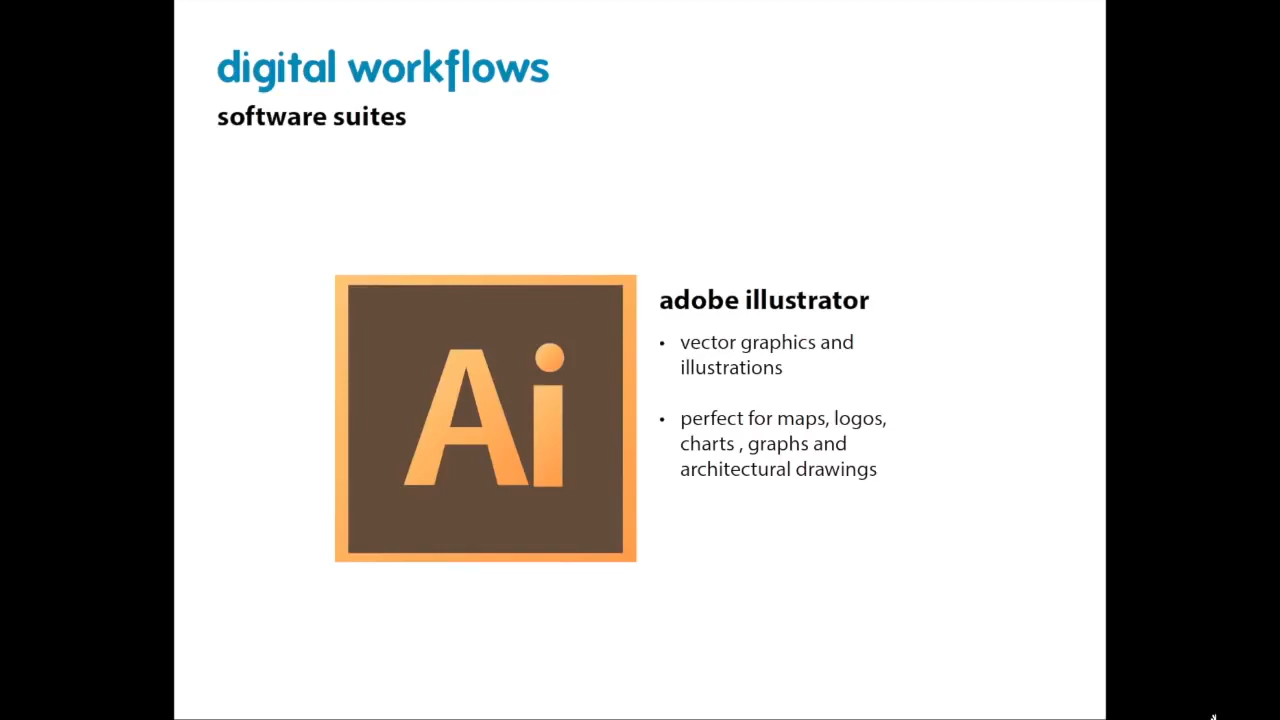 digital workflows
software suites
Ai
adobe illustrator
• vector graphics and
illustrations
• perfect for maps, logos,
charts , graphs and
architectural drawings